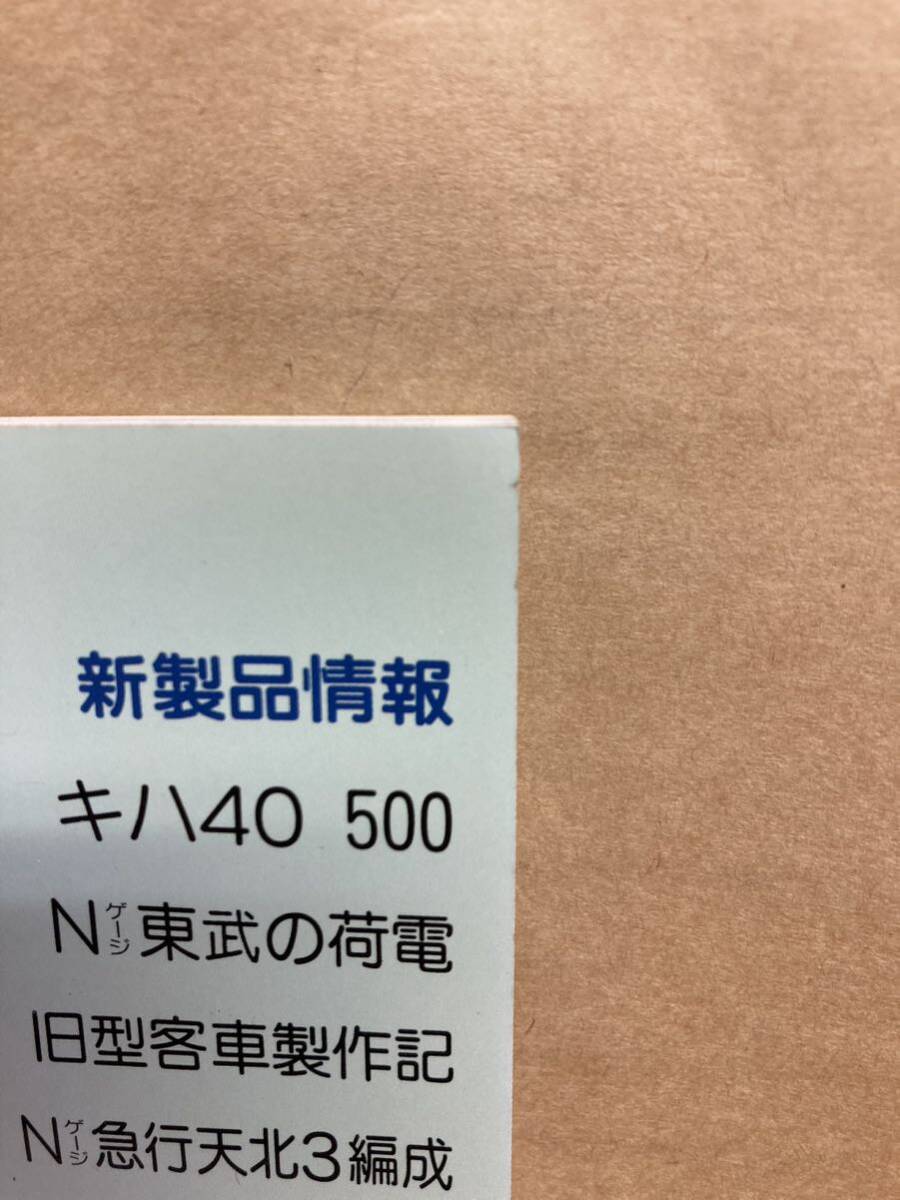 新製品情報
キハ40 500
Nゲージ東武の荷電
旧型客車製作記
Nゲージ急行天北3編成